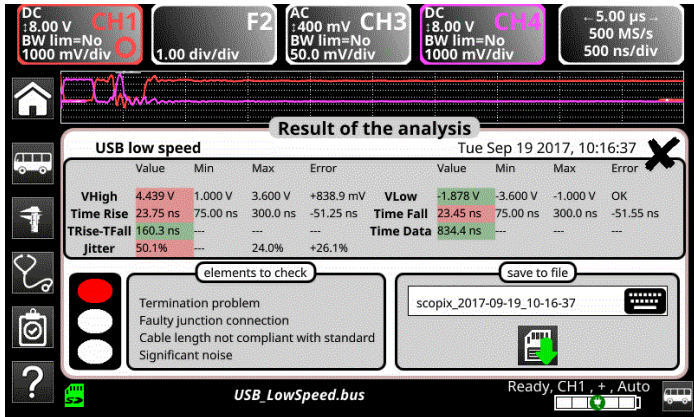 DC
↕8.00 V CH1
BW lim=No
1000 mV/div
F2
1.00 div/div
AC
↕400 mV CH3
BW lim=No
50.0 mV/div
DC
↕8.00 V CH4
BW lim=No
1000 mV/div
←5.00 µs→
500 MS/s
500 ns/div
Result of the analysis
USB low speed Tue Sep 19 2017, 10:16:37
Value Min Max Error Value Min Max Error
VHigh 4.439 V 1.000 V 3.600 V +838.9 mV VLow -1.878 V -3.600 V -1.000 V OK
Time Rise 23.75 ns 75.00 ns 300.0 ns -51.25 ns Time Fall 23.45 ns 75.00 ns 300.0 ns -51.55 ns
TRise-TFall 160.3 ns --- --- --- Time Data 834.4 ns --- --- ---
Jitter 50.1% --- 24.0% +26.1%
elements to check
Termination problem
Faulty junction connection
Cable length not compliant with standard
Significant noise
save to file
scopix_2017-09-19_10-16-37
?
USB_LowSpeed.bus
Ready, CH1 , + , Auto